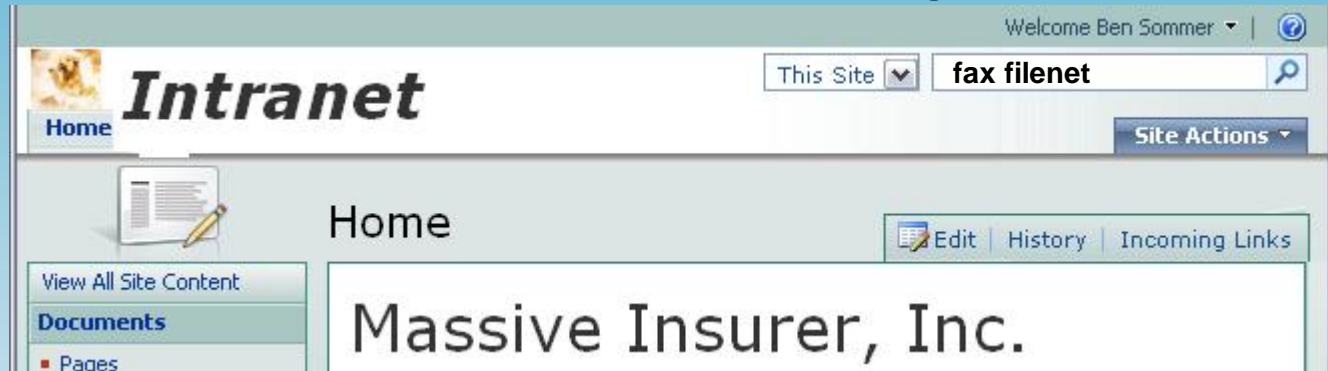 Welcome Ben Sommer
Intranet
This Site
fax filenet
Home
Site Actions
Home
Edit | History | Incoming Links
View All Site Content
Documents
Pages
Massive Insurer, Inc.